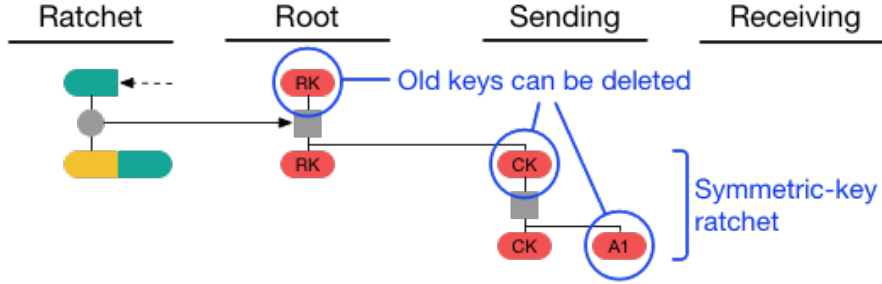 Ratchet
Root
Sending
Receiving
RK
Old keys can be deleted
RK
CK
Symmetric-key
ratchet
CK
A1